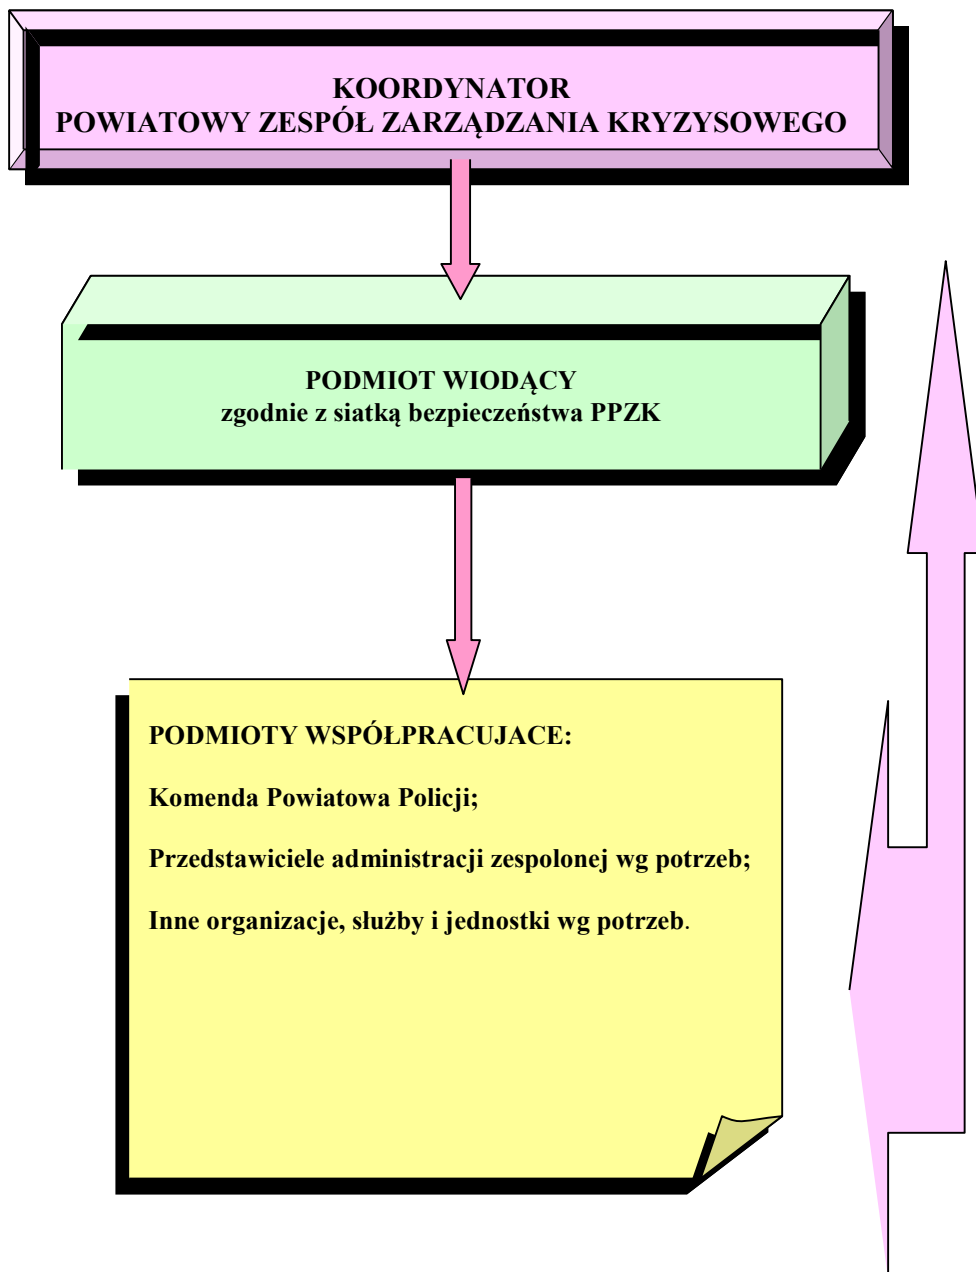 KOORDYNATOR
POWIATOWY ZESPÓŁ ZARZĄDZANIA KRYZYSOWEGO
PODMIOT WIODĄCY
zgodnie z siatką bezpieczeństwa PPZK
PODMIOTY WSPÓŁPRACUJACE:
Komenda Powiatowa Policji;
Przedstawiciele administracji zespolonej wg potrzeb;
Inne organizacje, służby i jednostki wg potrzeb.